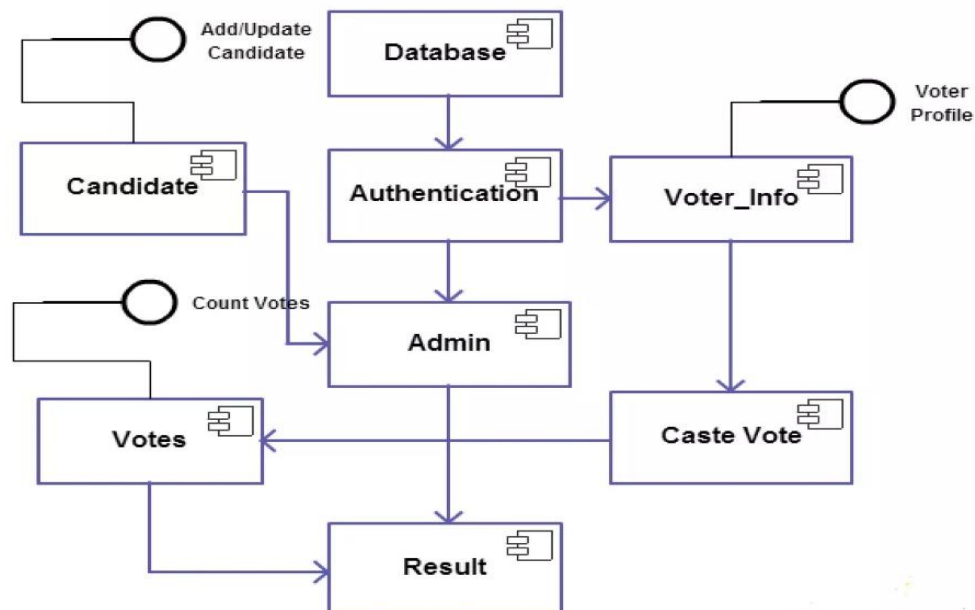 Add/Update
Candidate
Database
Voter
Profile
Candidate
Authentication
Voter_Info
Count Votes
Admin
Votes
Caste Vote
Result